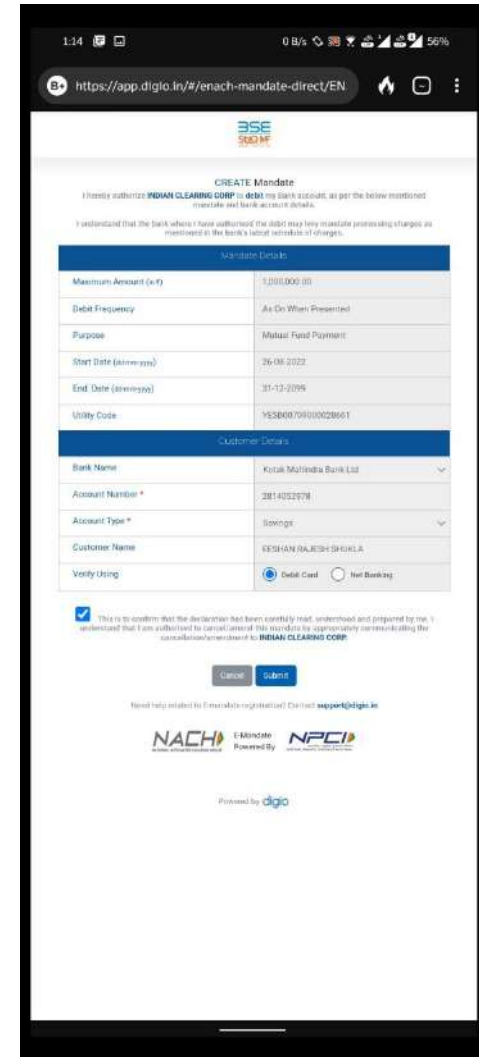 1:14 0 B/s 56%
https://app.digio.in/#/enach-mandate-direct/EN
BSE
StAR MF
CREATE Mandate
I hereby authorize INDIAN CLEARING CORP to debit my bank account, as per the below mentioned
mandate and bank account details.
I understand that the bank where I have authorised the debit may levy mandate processing charges as
mentioned in the bank's latest schedule of charges.
Mandate Details
Maximum Amount (in ₹) 1,000,000.00
Debit Frequency As On When Presented
Purpose Mutual Fund Payment
Start Date (dd-mm-yyyy) 26-08-2022
End Date (dd-mm-yyyy) 31-12-2099
Utility Code YESB00709000028661
Customer Details
Bank Name Kotak Mahindra Bank Ltd
Account Number * 2814052978
Account Type * Savings
Customer Name EESHAN RAJESH SHUKLA
Verify Using Debit Card Net Banking
This is to confirm that the declaration had been carefully read, understood and prepared by me. I
understand that I am authorised to cancel/amend this mandate by appropriately communicating the
cancellation/amendment to INDIAN CLEARING CORP.
Cancel Submit
Need help related to E-mandate registration? Contact support@digio.in
NACH E-Mandate NPCI
Powered By
Powered by digio